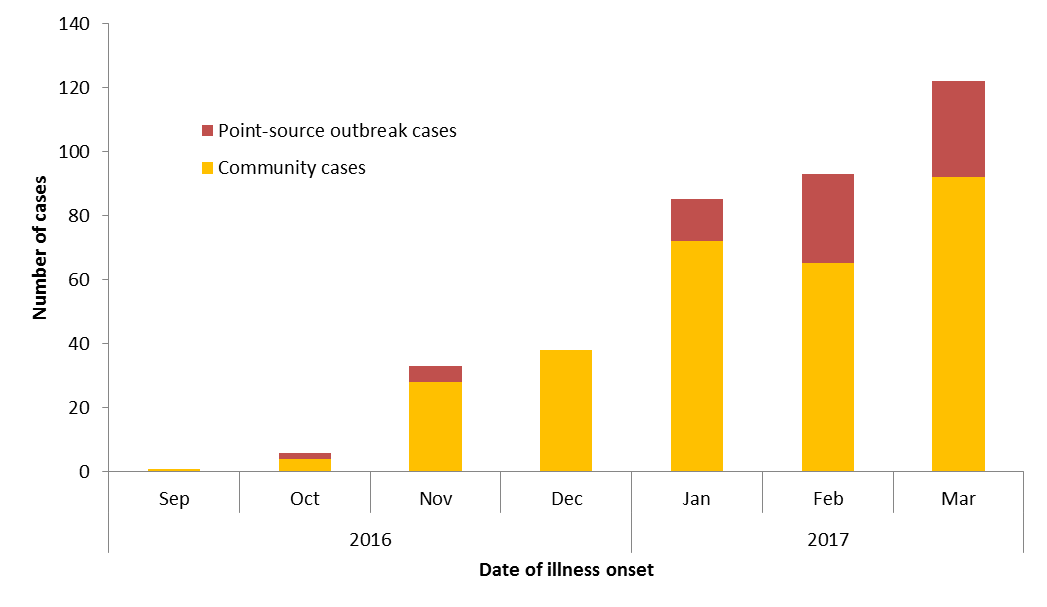 140
120
100
80
60
40
20
0
Number of cases
Point-source outbreak cases
Community cases
Sep Oct Nov Dec Jan Feb Mar
2016 2017
Date of illness onset